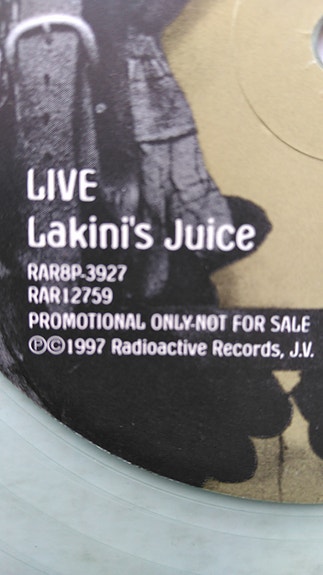 LIVE
Lakini's Juice
RAR8P-3927
RAR12759
PROMOTIONAL ONLY-NOT FOR SALE
℗©1997 Radioactive Records, J.V.